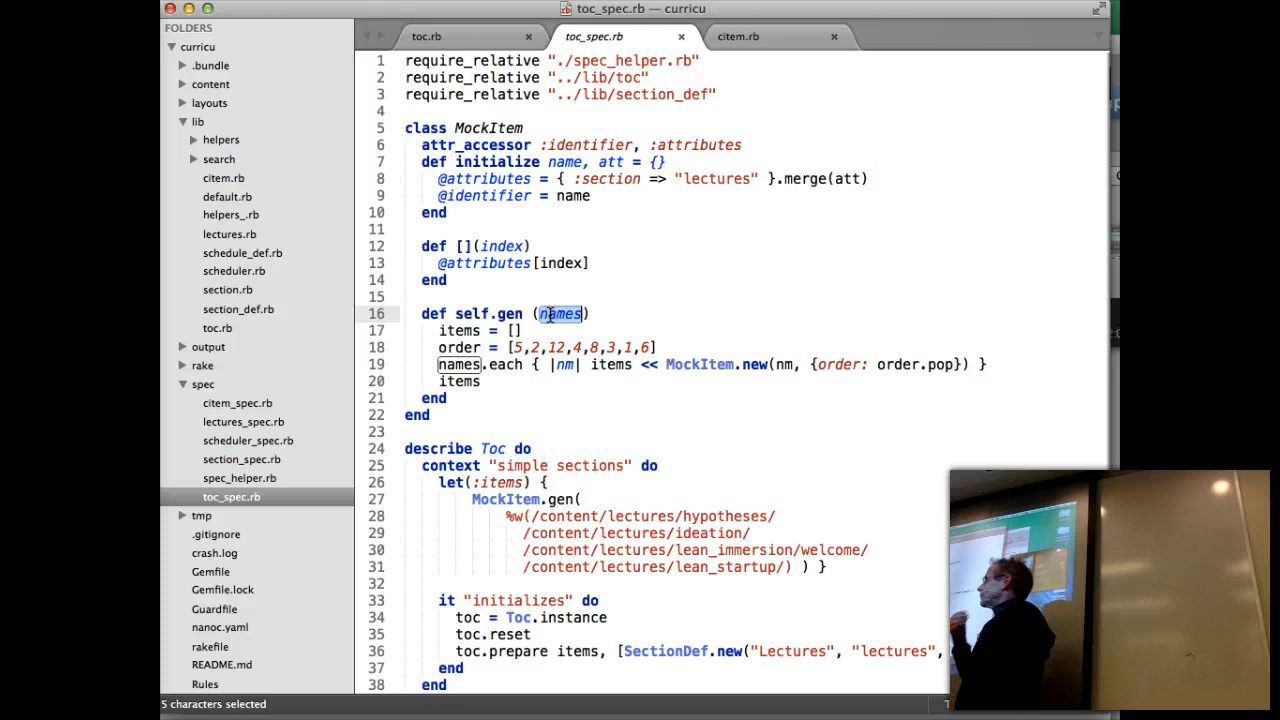 toc_spec.rb — curricu
FOLDERS
curricu
.bundle
content
layouts
lib
helpers
search
citem.rb
default.rb
helpers_.rb
lectures.rb
schedule_def.rb
scheduler.rb
section.rb
section_def.rb
toc.rb
output
rake
spec
citem_spec.rb
lectures_spec.rb
scheduler_spec.rb
section_spec.rb
spec_helper.rb
toc_spec.rb
tmp
.gitignore
crash.log
Gemfile
Gemfile.lock
Guardfile
nanoc.yaml
rakefile
README.md
Rules
toc.rb × toc_spec.rb × citem.rb ×
1 require_relative "./spec_helper.rb"
2 require_relative "../lib/toc"
3 require_relative "../lib/section_def"
4
5 class MockItem
6 attr_accessor :identifier, :attributes
7 def initialize name, att = {}
8 @attributes = { :section => "lectures" }.merge(att)
9 @identifier = name
10 end
11
12 def [](index)
13 @attributes[index]
14 end
15
16 def self.gen (names)
17 items = []
18 order = [5,2,12,4,8,3,1,6]
19 names.each { |nm| items << MockItem.new(nm, {order: order.pop}) }
20 items
21 end
22 end
23
24 describe Toc do
25 context "simple sections" do
26 let(:items) {
27 MockItem.gen(
28 %w(/content/lectures/hypotheses/
29 /content/lectures/ideation/
30 /content/lectures/lean_immersion/welcome/
31 /content/lectures/lean_startup/) ) }
32
33 it "initializes" do
34 toc = Toc.instance
35 toc.reset
36 toc.prepare items, [SectionDef.new("Lectures", "lectures",
37 end
38 end
5 characters selected